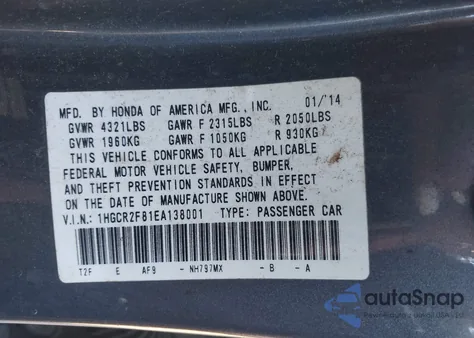 MFD. BY HONDA OF AMERICA MFG., INC. 01/'14
GVWR 4321LBS GAWR F 2315LBS R 2050LBS
GVWR 1960KG GAWR F 1050KG R 930KG
THIS VEHICLE CONFORMS TO ALL APPLICABLE
FEDERAL MOTOR VEHICLE SAFETY, BUMPER,
AND THEFT PREVENTION STANDARDS IN EFFECT
ON THE DATE OF MANUFACTURE SHOWN ABOVE.
V.I.N.: 1HGCR2F81EA138001 TYPE: PASSENGER CAR
T2F E AF9 -NH797MX -B -A
autoSnap